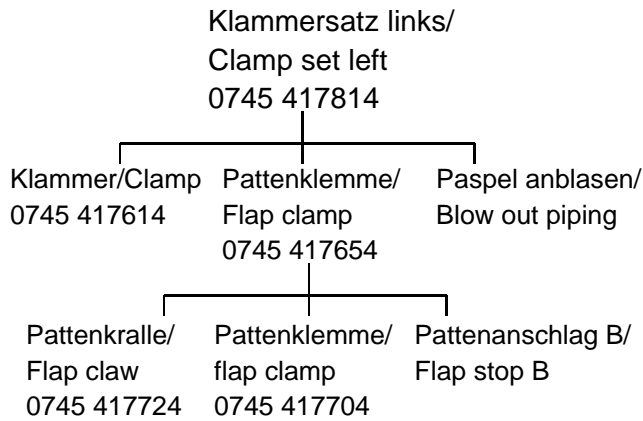 Klammersatz links/
Clamp set left
0745 417814
Klammer/Clamp
0745 417614
Pattenklemme/
Flap clamp
0745 417654
Paspel anblasen/
Blow out piping
Pattenkralle/
Flap claw
0745 417724
Pattenklemme/
flap clamp
0745 417704
Pattenanschlag B/
Flap stop B